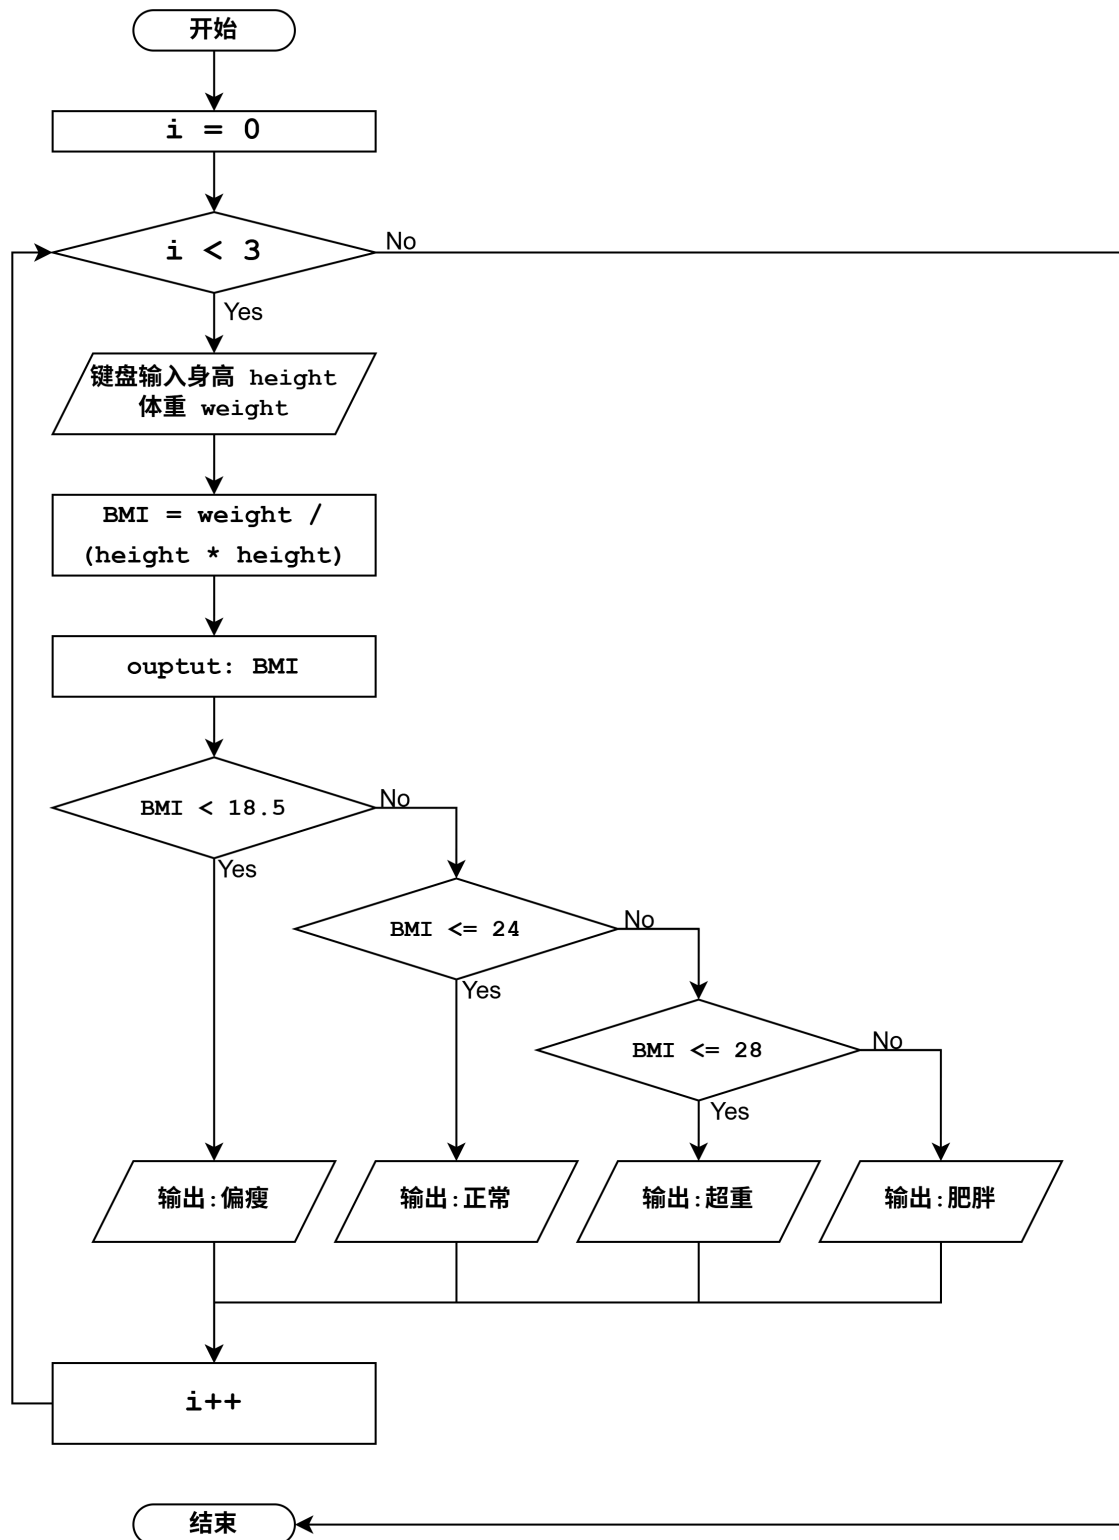 开始
i = 0
i < 3
No
Yes
键盘输入身高 height
体重 weight
BMI = weight /
(height * height)
ouptut: BMI
BMI < 18.5
No
Yes
BMI <= 24
No
Yes
BMI <= 28
No
Yes
输出:偏瘦
输出:正常
输出:超重
输出:肥胖
i++
结束